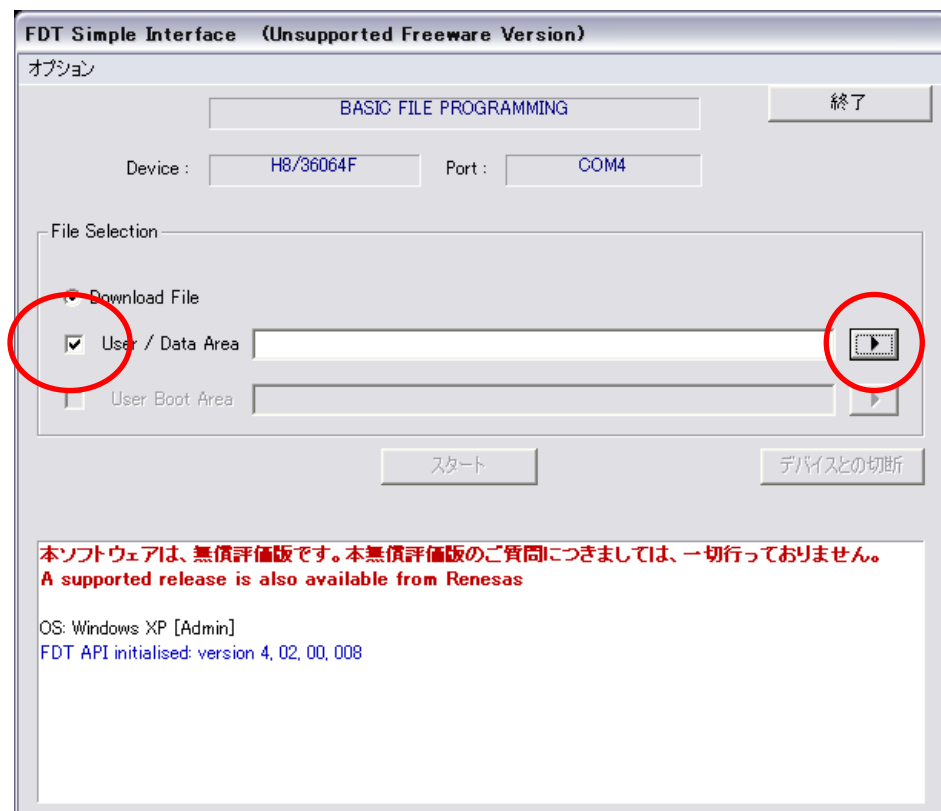 FDT Simple Interface (Unsupported Freeware Version)
オプション
BASIC FILE PROGRAMMING
終了
Device : H8/36064F Port : COM4
File Selection
Download File
User / Data Area
User Boot Area
スタート
デバイスとの切断
本ソフトウェアは、無償評価版です。本無償評価版のご質問につきましては、一切行っておりません。
A supported release is also available from Renesas
OS: Windows XP [Admin]
FDT API initialised: version 4, 02, 00, 008